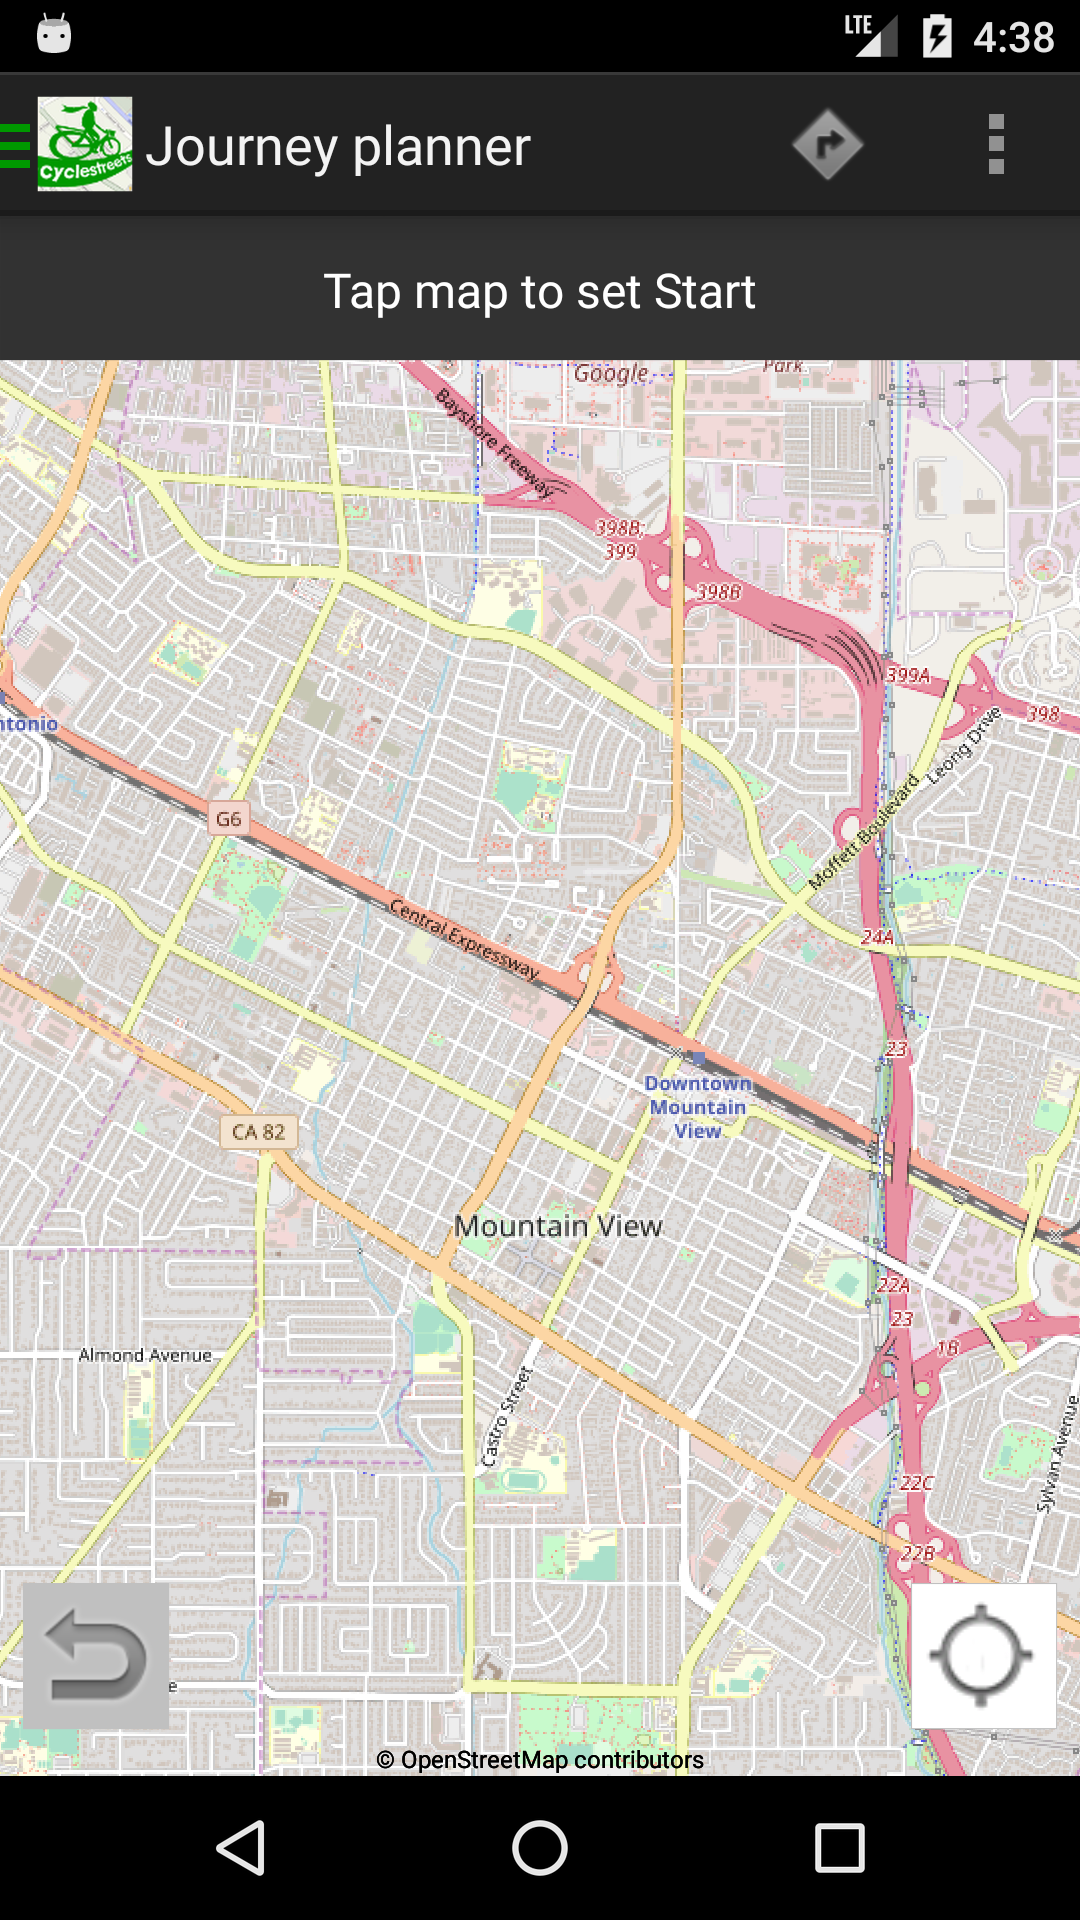 LTE
4:38
Cyclestreets
Journey planner
Tap map to set Start
Google
Park
Bayshore Freeway
398B;
399
398B
399A
398
Leong Drive
Moffett Boulevard
ntonio
G6
Central Expressway
24A
23
Downtown
Mountain
View
CA 82
Mountain View
22A
23
1B
Almond Avenue
Castro Street
Sylvan Avenue
22C
22B
e
© OpenStreetMap contributors